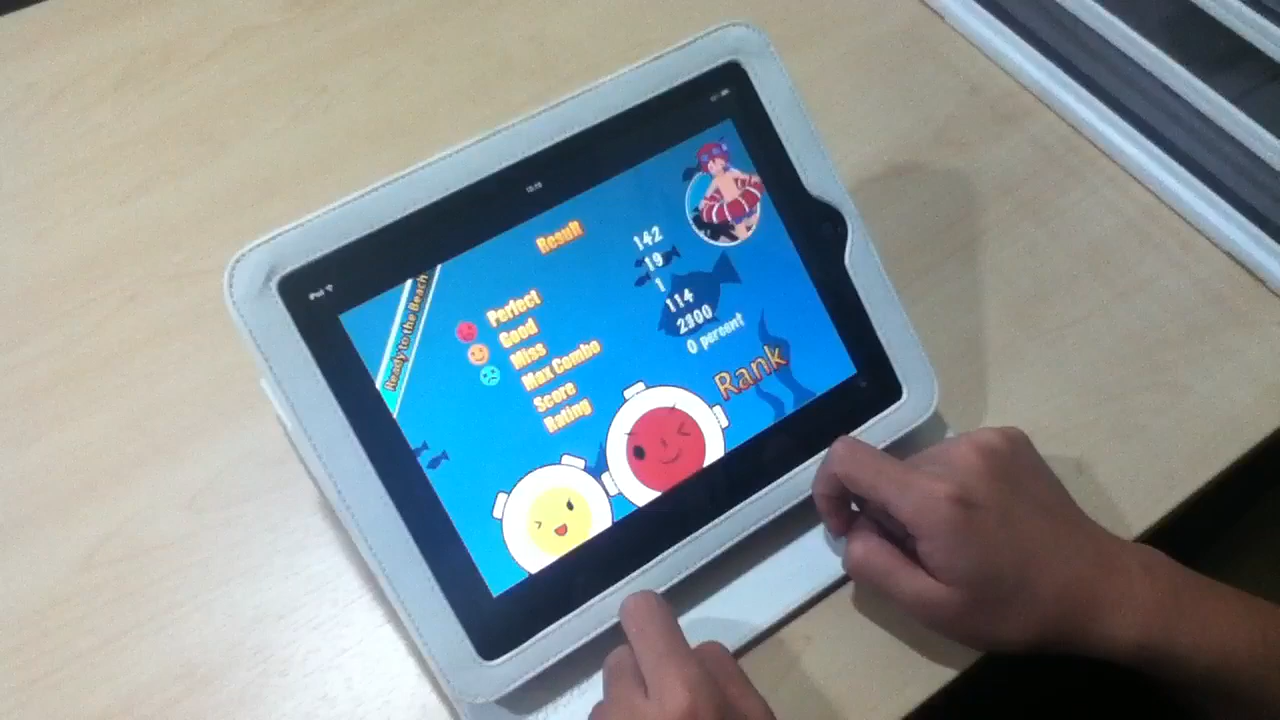 iPad
Ready to the Beach
Result
Perfect 142
Good 19
Miss 1
Max Combo 114
Score 2300
Rating 0 percent
Rank